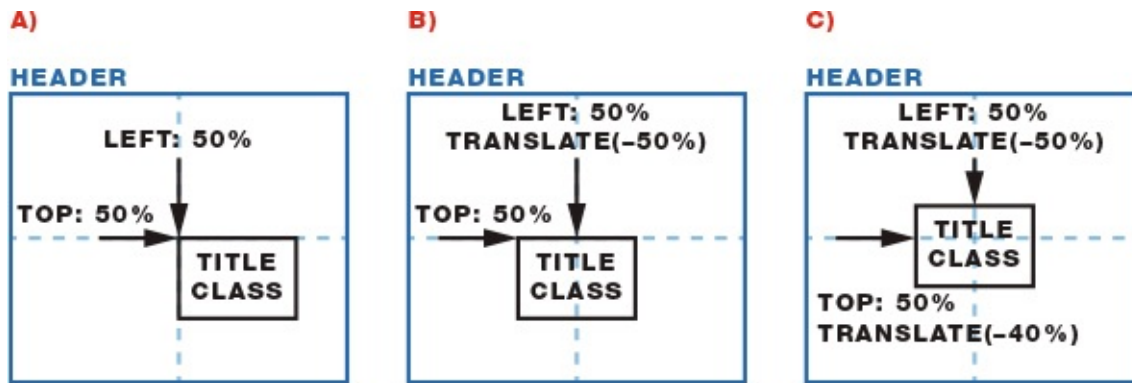 A)
HEADER
LEFT: 50%
TOP: 50%
TITLE
CLASS
B)
HEADER
LEFT: 50%
TRANSLATE(–50%)
TOP: 50%
TITLE
CLASS
C)
HEADER
LEFT: 50%
TRANSLATE(–50%)
TITLE
CLASS
TOP: 50%
TRANSLATE(–40%)